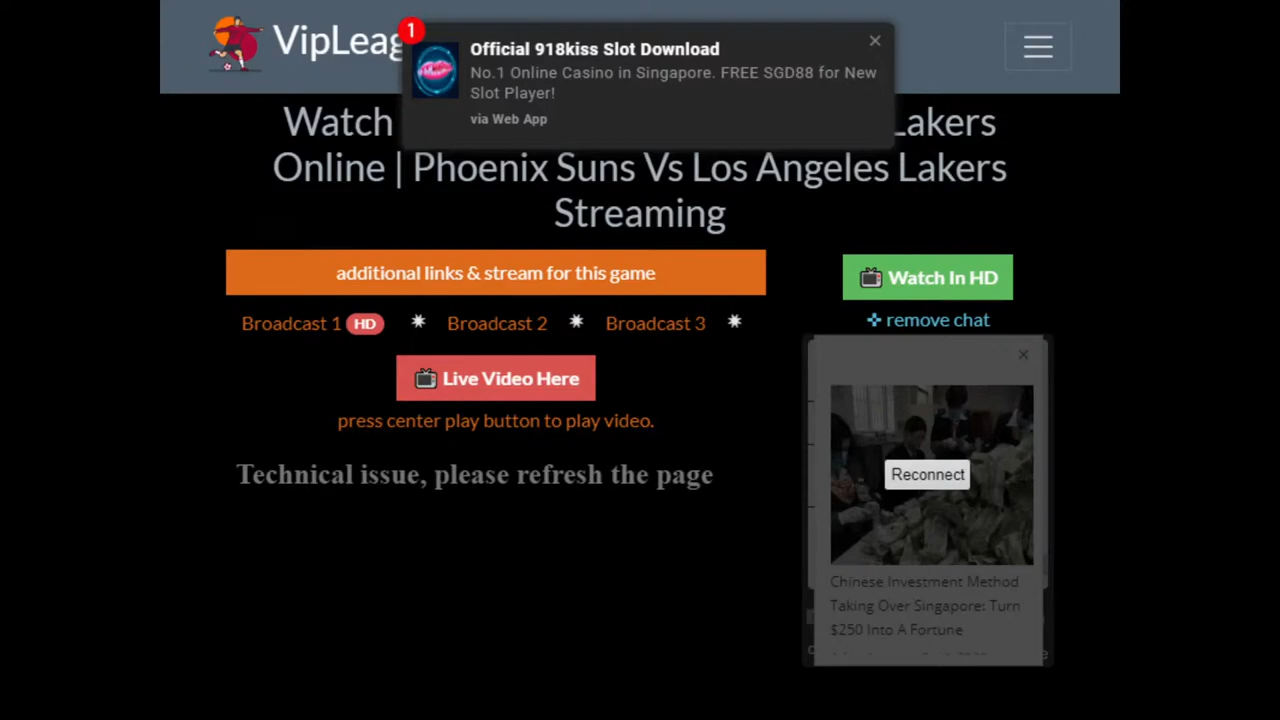 VipLeag
1
Official 918kiss Slot Download
No.1 Online Casino in Singapore. FREE SGD88 for New
Slot Player!
via Web App
Watch Lakers
Online | Phoenix Suns Vs Los Angeles Lakers
Streaming
additional links & stream for this game
Broadcast 1 HD
Broadcast 2
Broadcast 3
Live Video Here
press center play button to play video.
Technical issue, please refresh the page
Watch In HD
remove chat
Reconnect
Chinese Investment Method
Taking Over Singapore: Turn
$250 Into A Fortune